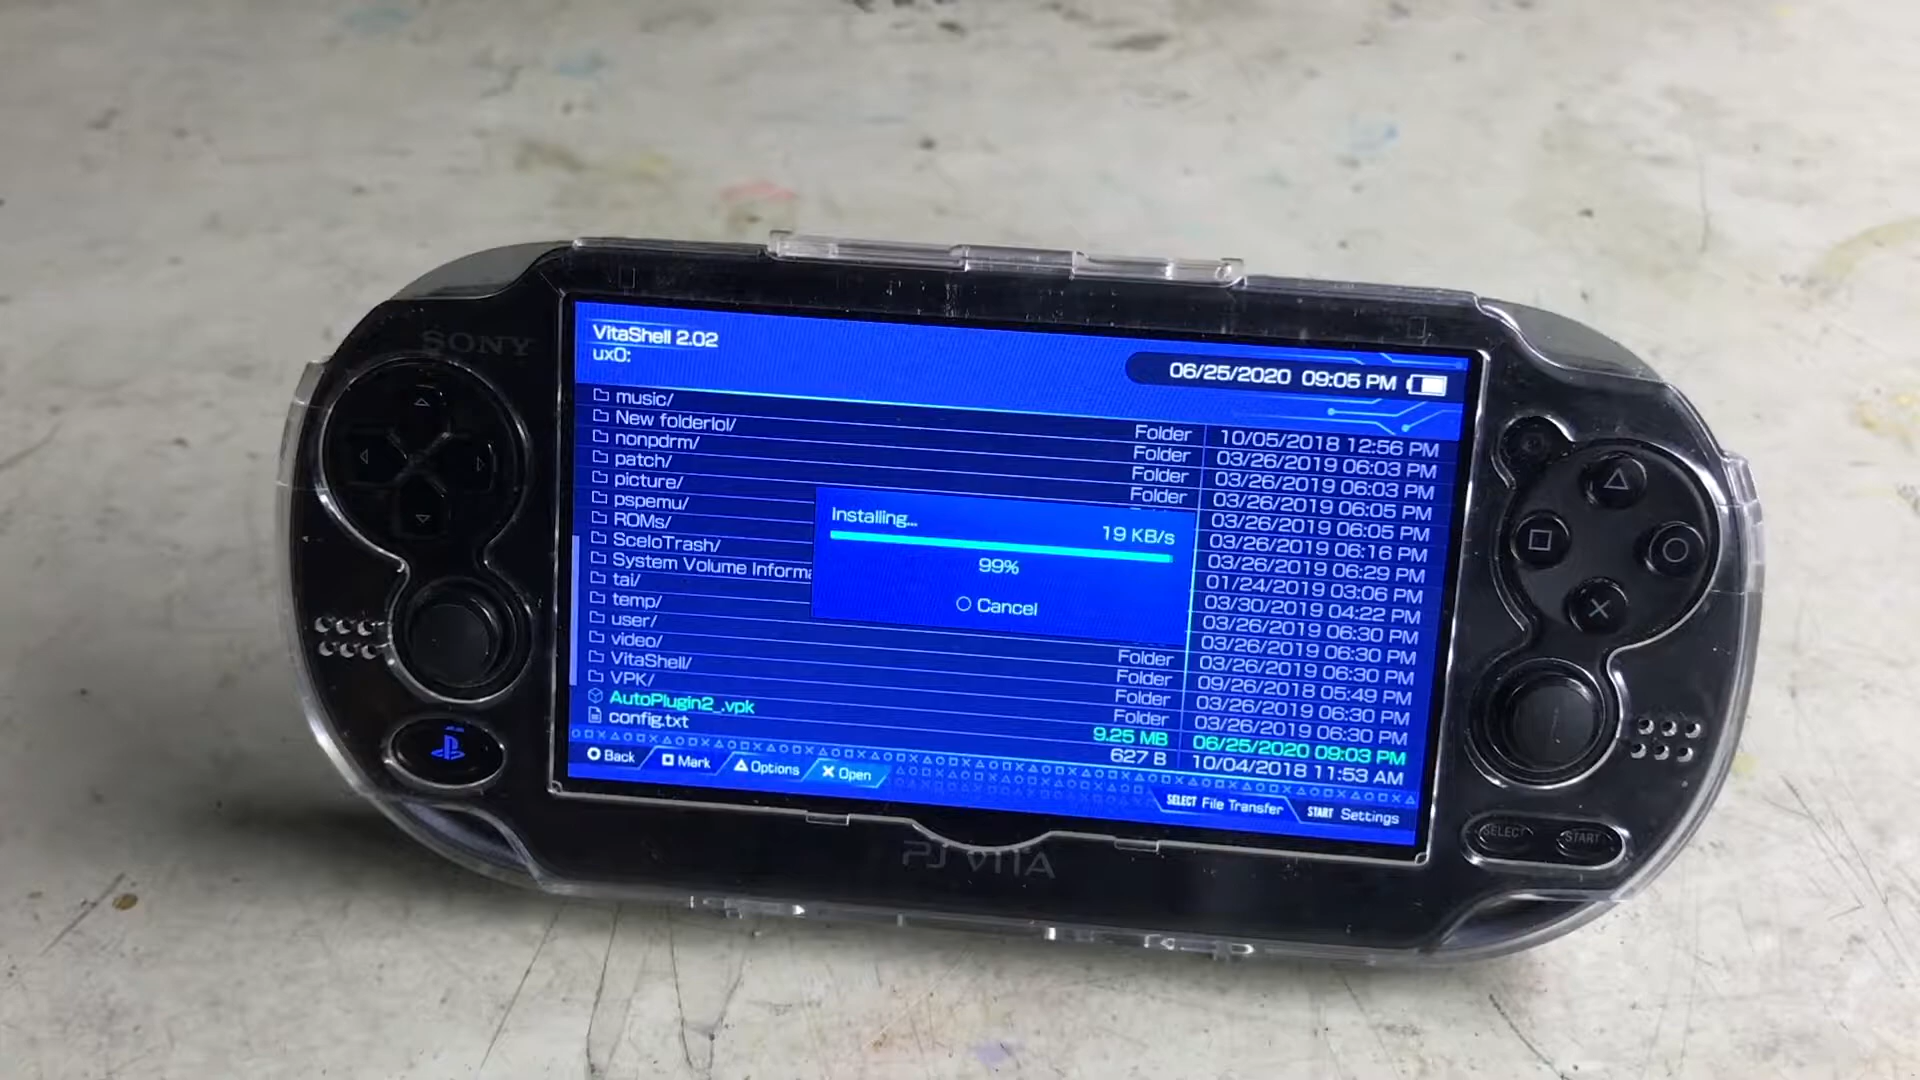 SONY
VitaShell 2.02
ux0:
06/25/2020 09:05 PM
music/ Folder 10/05/2018 12:56 PM
New folderlol/ Folder 03/26/2019 06:03 PM
nonpdrm/ Folder 03/26/2019 06:03 PM
patch/ Folder 03/26/2019 06:05 PM
picture/ 03/26/2019 06:05 PM
pspemu/ 03/26/2019 06:16 PM
ROMs/ 03/26/2019 06:29 PM
SceIoTrash/ 01/24/2019 03:06 PM
System Volume Informa 03/30/2019 04:22 PM
tai/ 03/26/2019 06:30 PM
temp/ 03/26/2019 06:30 PM
user/ 03/26/2019 06:30 PM
video/ Folder 09/26/2018 05:49 PM
VitaShell/ Folder 03/26/2019 06:30 PM
VPK/ Folder 03/26/2019 06:30 PM
AutoPlugin2_.vpk 9.25 MB 06/25/2020 09:03 PM
config.txt 627 B 10/04/2018 11:53 AM
Installing...
19 KB/s
99%
Cancel
Back Mark Options Open
SELECT File Transfer START Settings
SELECT START
PS VITA